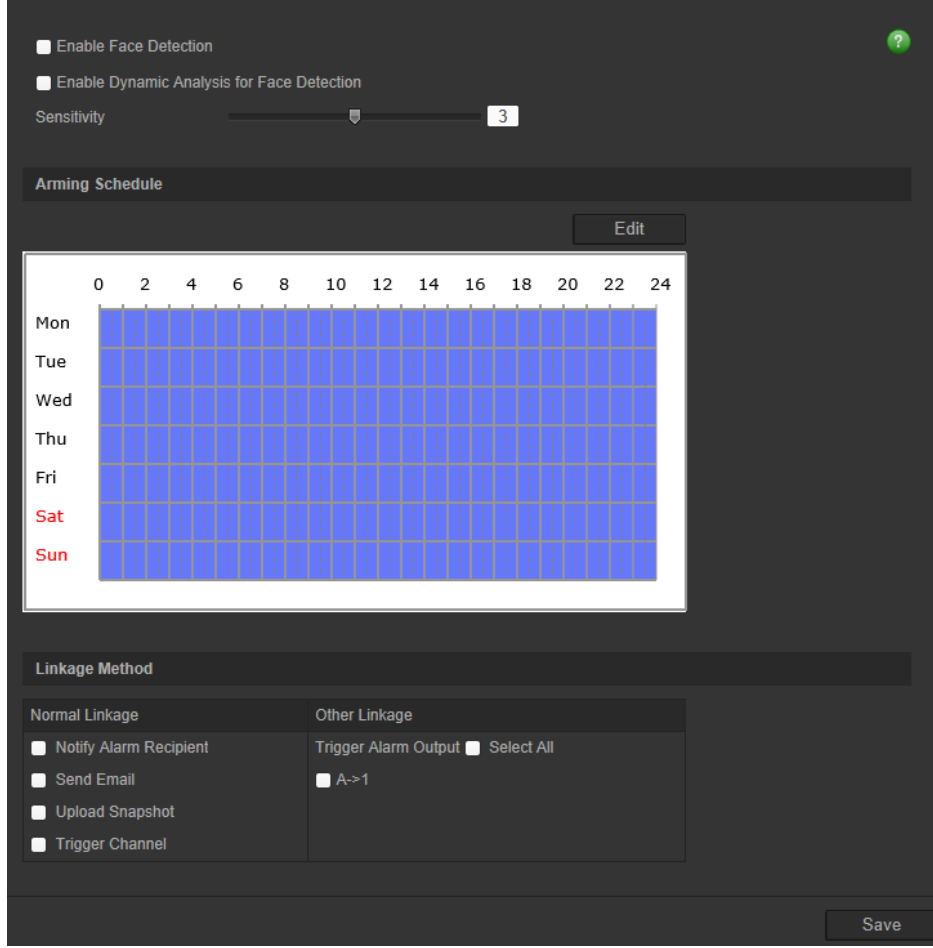 Enable Face Detection
?
Enable Dynamic Analysis for Face Detection
Sensitivity 3
Arming Schedule
Edit
0 2 4 6 8 10 12 14 16 18 20 22 24
Mon
Tue
Wed
Thu
Fri
Sat
Sun
Linkage Method
Normal Linkage Other Linkage
Notify Alarm Recipient Trigger Alarm Output Select All
Send Email A->1
Upload Snapshot
Trigger Channel
Save